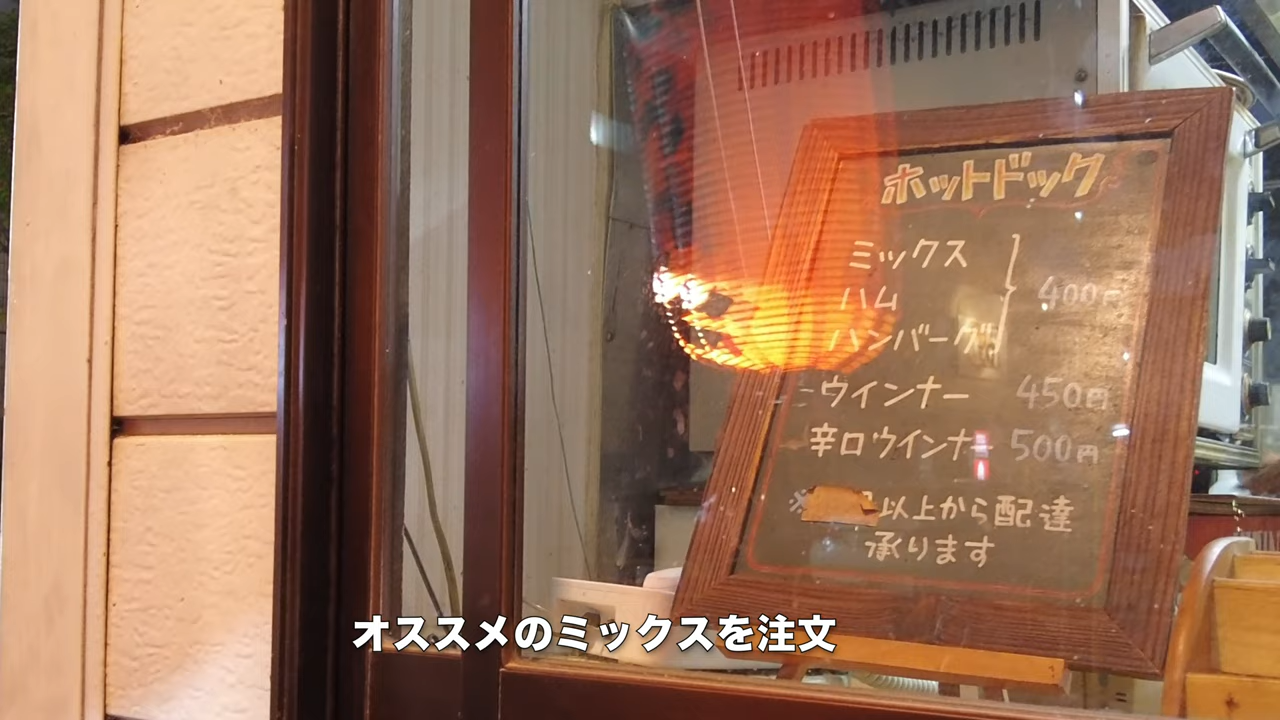 ホットドック
ミックス
ハム
400円
ハンバーグ
ウインナー 450円
辛口ウインナー 500円
※ 以上から配達
承ります
オススメのミックスを注文